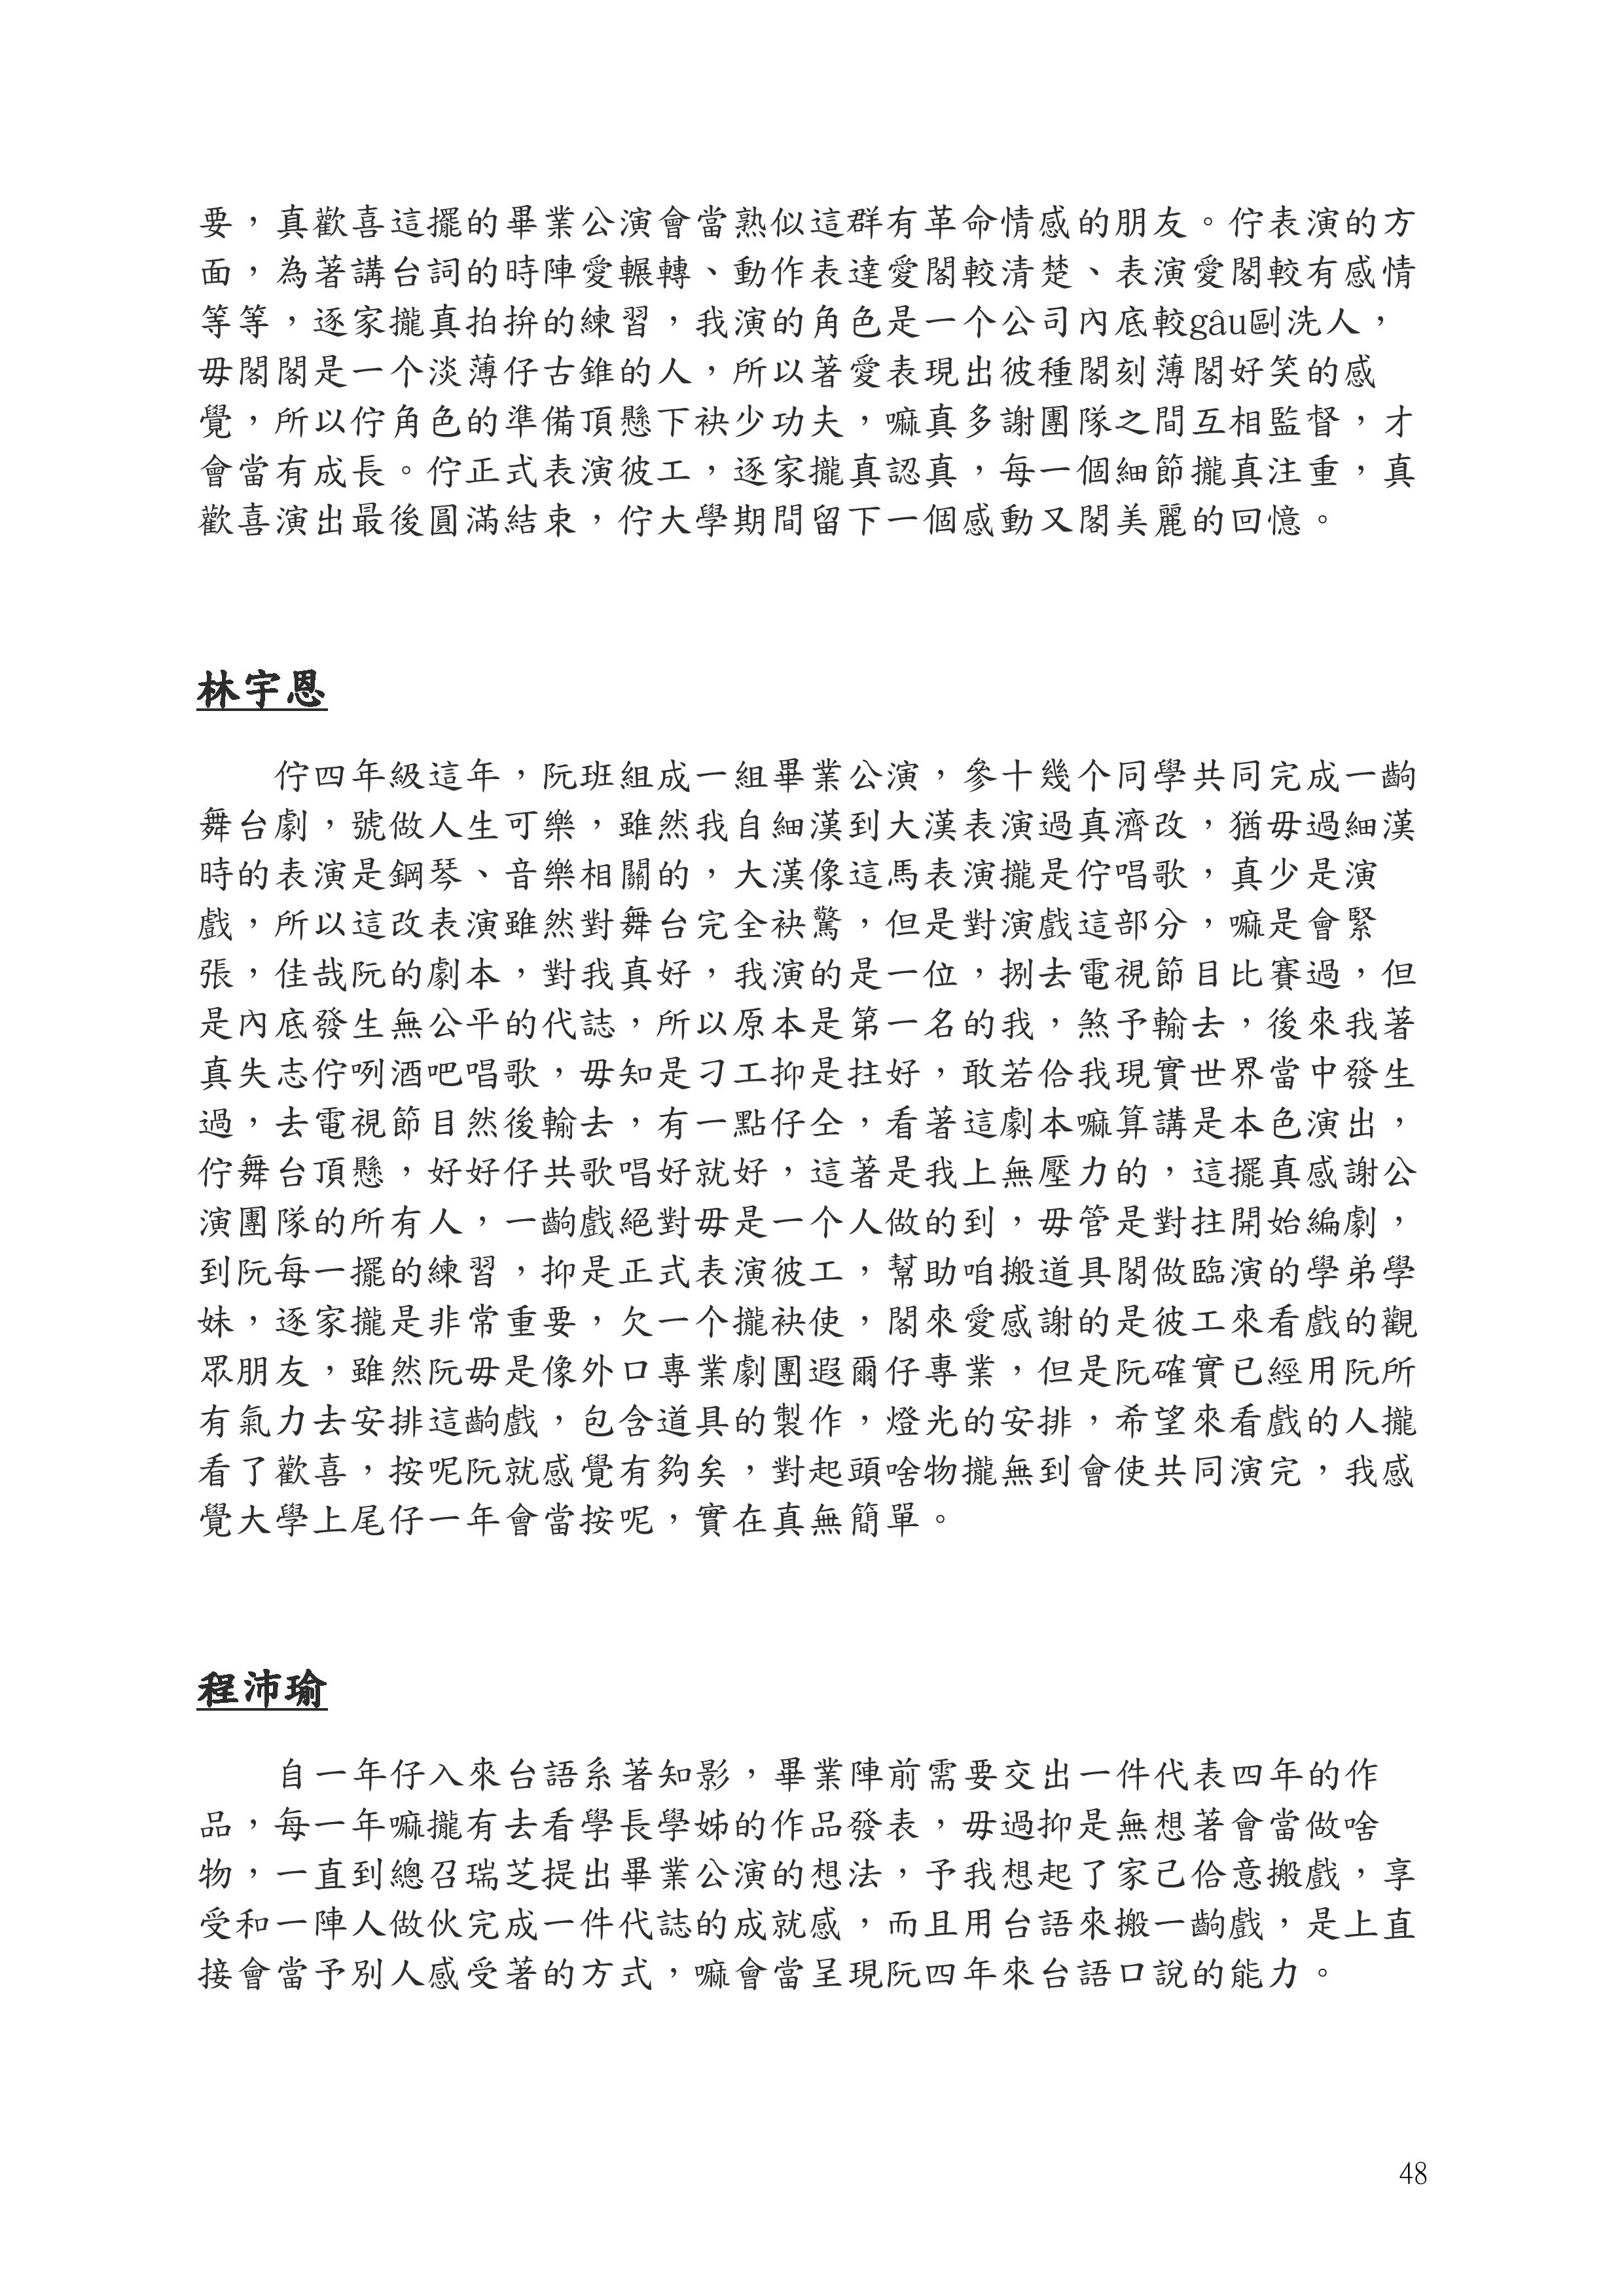 要，真歡喜這擺的畢業公演會當熟似這群有革命情感的朋友。佇表演的方
面，為著講台詞的時陣愛輾轉、動作表達愛閣較清楚、表演愛閣較有感情
等等，逐家攏真拍拚的練習，我演的角色是一个公司內底較gâu剾洗人，
毋閣閣是一个淡薄仔古錐的人，所以著愛表現出彼種閣刻薄閣好笑的感
覺，所以佇角色的準備頂懸下袂少功夫，嘛真多謝團隊之間互相監督，才
會當有成長。佇正式表演彼工，逐家攏真認真，每一個細節攏真注重，真
歡喜演出最後圓滿結束，佇大學期間留下一個感動又閣美麗的回憶。
林宇恩
佇四年級這年，阮班組成一組畢業公演，參十幾个同學共同完成一齣
舞台劇，號做人生可樂，雖然我自細漢到大漢表演過真濟改，猶毋過細漢
時的表演是鋼琴、音樂相關的，大漢像這馬表演攏是佇唱歌，真少是演
戲，所以這改表演雖然對舞台完全袂驚，但是對演戲這部分，嘛是會緊
張，佳哉阮的劇本，對我真好，我演的是一位，捌去電視節目比賽過，但
是內底發生無公平的代誌，所以原本是第一名的我，煞予輸去，後來我著
真失志佇咧酒吧唱歌，毋知是刁工抑是拄好，敢若佮我現實世界當中發生
過，去電視節目然後輸去，有一點仔仝，看著這劇本嘛算講是本色演出，
佇舞台頂懸，好好仔共歌唱好就好，這著是我上無壓力的，這擺真感謝公
演團隊的所有人，一齣戲絕對毋是一个人做的到，毋管是對拄開始編劇，
到阮每一擺的練習，抑是正式表演彼工，幫助咱搬道具閣做臨演的學弟學
妹，逐家攏是非常重要，欠一个攏袂使，閣來愛感謝的是彼工來看戲的觀
眾朋友，雖然阮毋是像外口專業劇團遐爾仔專業，但是阮確實已經用阮所
有氣力去安排這齣戲，包含道具的製作，燈光的安排，希望來看戲的人攏
看了歡喜，按呢阮就感覺有夠矣，對起頭啥物攏無到會使共同演完，我感
覺大學上尾仔一年會當按呢，實在真無簡單。
程沛瑜
自一年仔入來台語系著知影，畢業陣前需要交出一件代表四年的作
品，每一年嘛攏有去看學長學姊的作品發表，毋過抑是無想著會當做啥
物，一直到總召瑞芝提出畢業公演的想法，予我想起了家己佮意搬戲，享
受和一陣人做伙完成一件代誌的成就感，而且用台語來搬一齣戲，是上直
接會當予別人感受著的方式，嘛會當呈現阮四年來台語口說的能力。
48